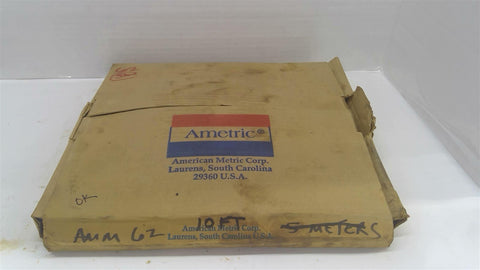 Ametric®
American Metric Corp.
Laurens, South Carolina
29360 U.S.A.
OK
AMM 62 10 FT 5 METERS
American Metric Corp.
Laurens, South Carolina U.S.A.